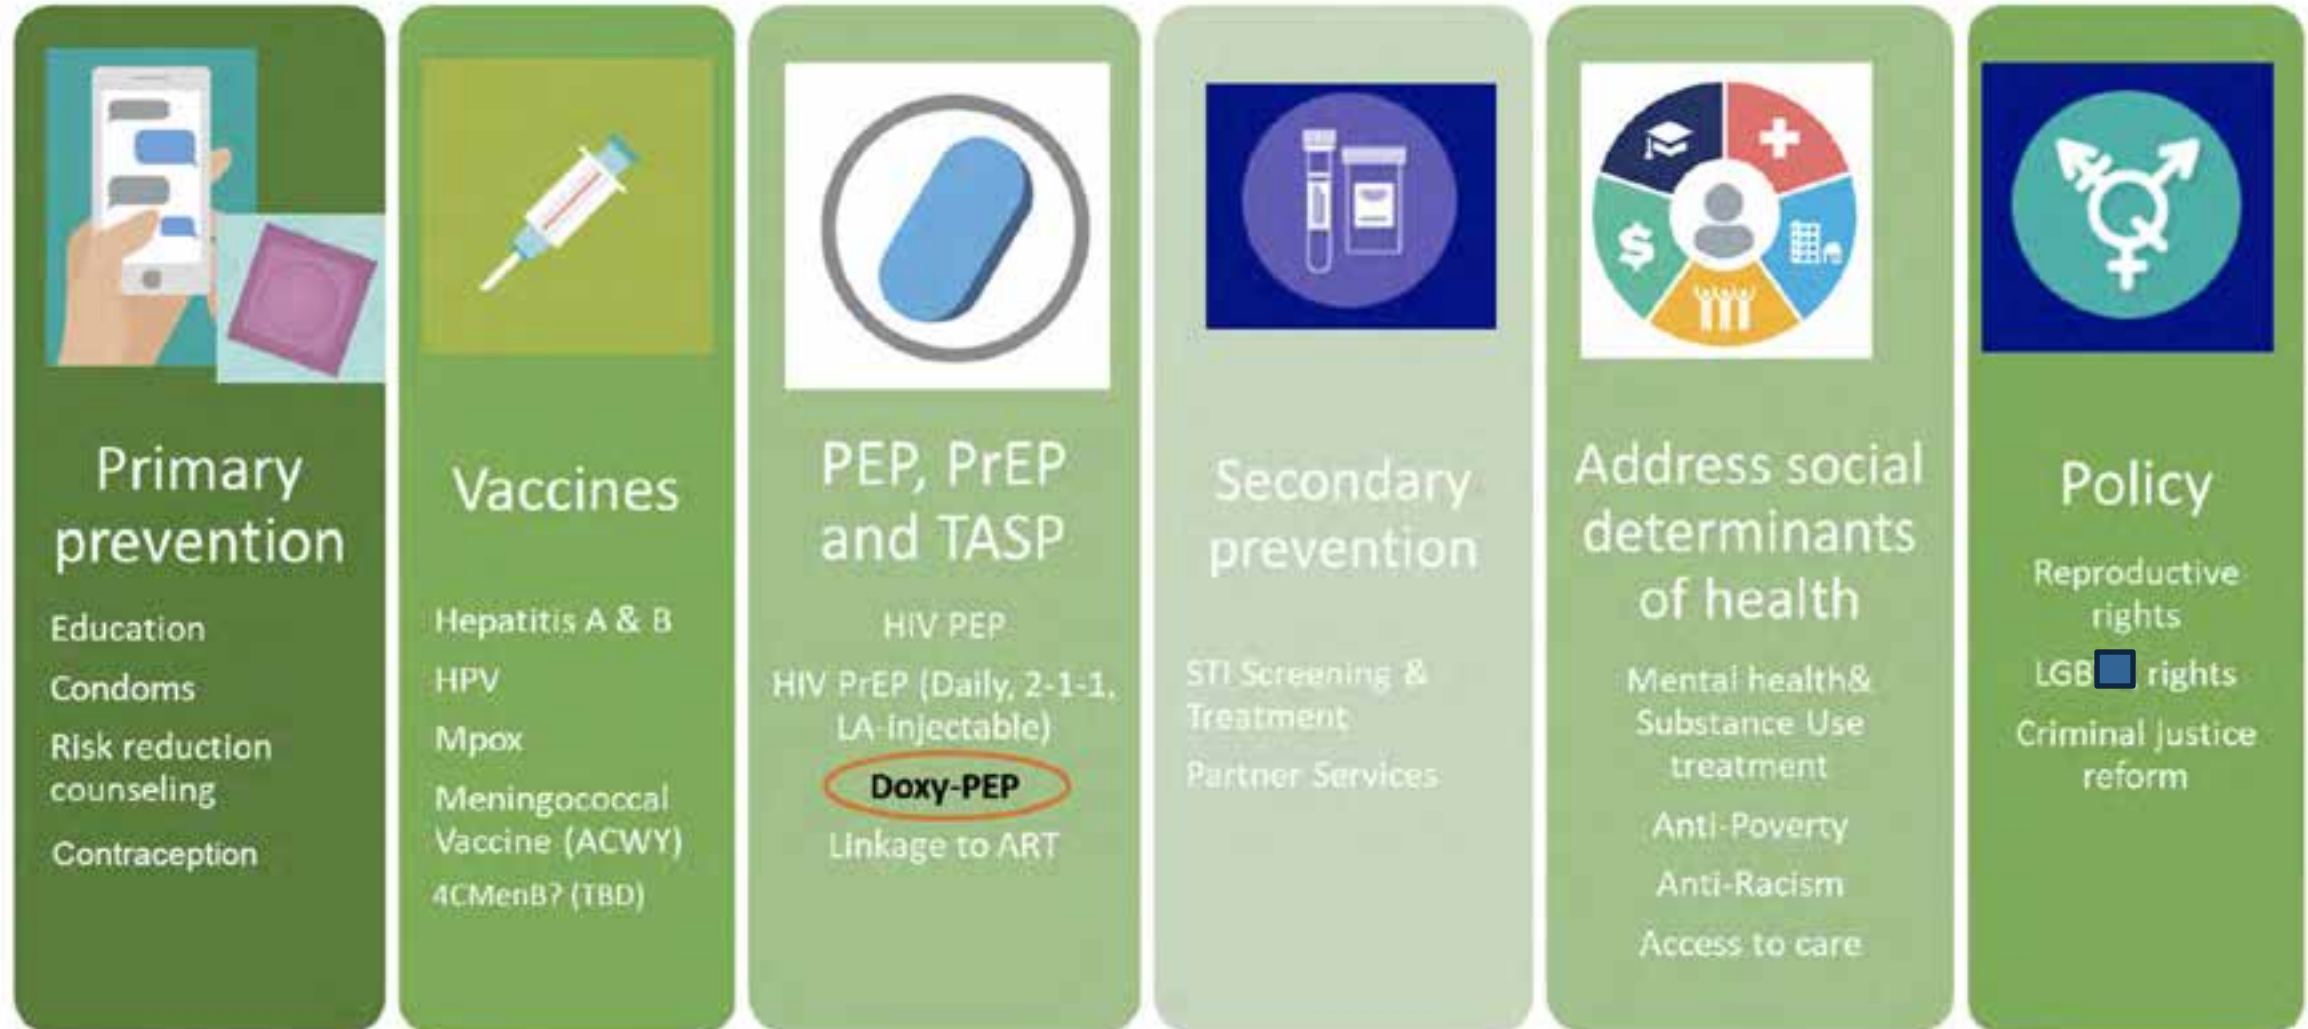 Primary
prevention
Education
Condoms
Risk reduction
counseling
Contraception
Vaccines
Hepatitis A & B
HPV
Mpox
Meningococcal
Vaccine (ACWY)
4CMenB? (TBD)
PEP, PrEP
and TASP
HIV PEP
HIV PrEP (Daily, 2-1-1,
LA-injectable)
Doxy-PEP
Linkage to ART
Secondary
prevention
STI Screening &
Treatment
Partner Services
Address social
determinants
of health
Mental health&
Substance Use
treatment
Anti-Poverty
Anti-Racism
Access to care
Policy
Reproductive
rights
LGB rights
Criminal justice
reform